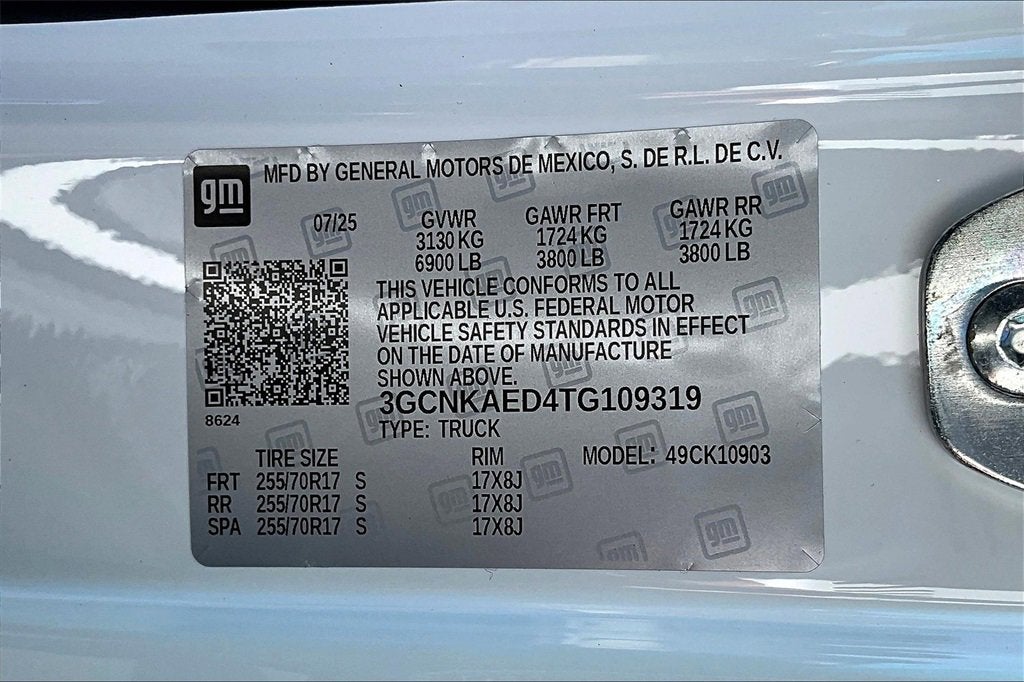 gm MFD BY GENERAL MOTORS DE MEXICO, S. DE R.L. DE C.V.
07/25 GVWR GAWR FRT GAWR RR
3130 KG 1724 KG 1724 KG
6900 LB 3800 LB 3800 LB
THIS VEHICLE CONFORMS TO ALL
APPLICABLE U.S. FEDERAL MOTOR
VEHICLE SAFETY STANDARDS IN EFFECT
ON THE DATE OF MANUFACTURE
SHOWN ABOVE.
3GCNKAED4TG109319
8624
TYPE: TRUCK
TIRE SIZE RIM MODEL: 49CK10903
FRT 255/70R17 S 17X8J
RR 255/70R17 S 17X8J
SPA 255/70R17 S 17X8J